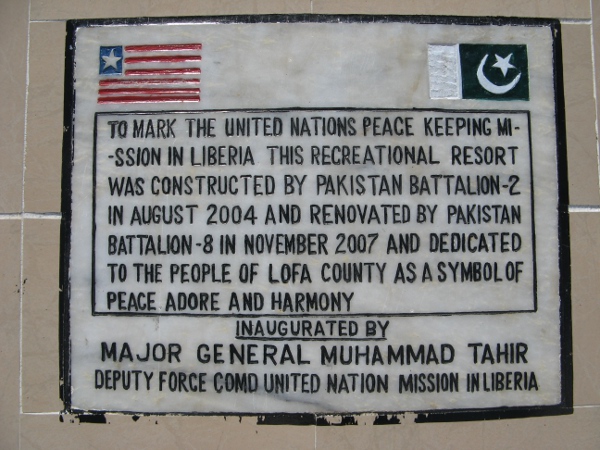 TO MARK THE UNITED NATIONS PEACE KEEPING MI-
-SSION IN LIBERIA THIS RECREATIONAL RESORT
WAS CONSTRUCTED BY PAKISTAN BATTALION-2
IN AUGUST 2004 AND RENOVATED BY PAKISTAN
BATTALION-8 IN NOVEMBER 2007 AND DEDICATED
TO THE PEOPLE OF LOFA COUNTY AS A SYMBOL OF
PEACE ADORE AND HARMONY
INAUGURATED BY
MAJOR GENERAL MUHAMMAD TAHIR
DEPUTY FORCE COMD UNITED NATION MISSION IN LIBERIA